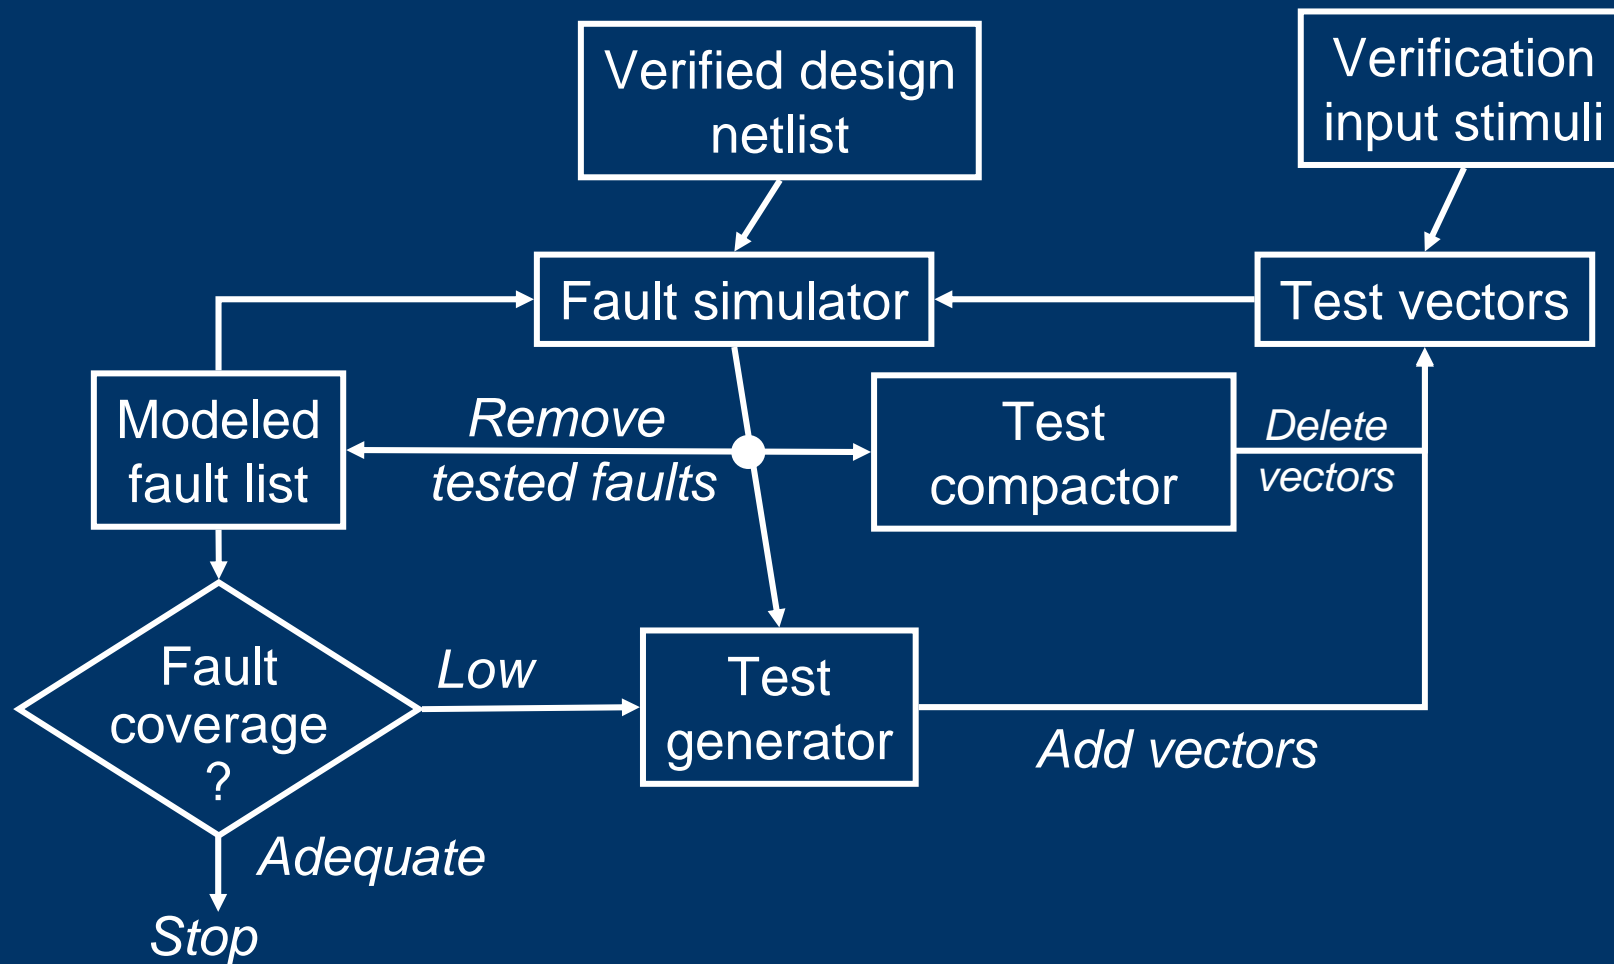 Verified design
netlist
Verification
input stimuli
Fault simulator
Test vectors
Modeled
fault list
Remove
tested faults
Test
compactor
Delete
vectors
Fault
coverage
?
Low
Test
generator
Add vectors
Adequate
Stop